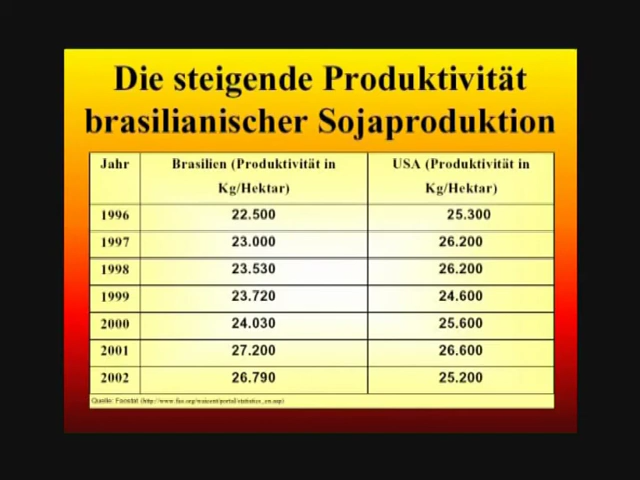 Die steigende Produktivität
brasilianischer Sojaproduktion
Jahr Brasilien (Produktivität in Kg/Hektar) USA (Produktivität in Kg/Hektar)
1996 22.500 25.300
1997 23.000 26.200
1998 23.530 26.200
1999 23.720 24.600
2000 24.030 25.600
2001 27.200 26.600
2002 26.790 25.200
Quelle: Faostat (http://www.fao.org/waicent/portal/statistics_en.asp)